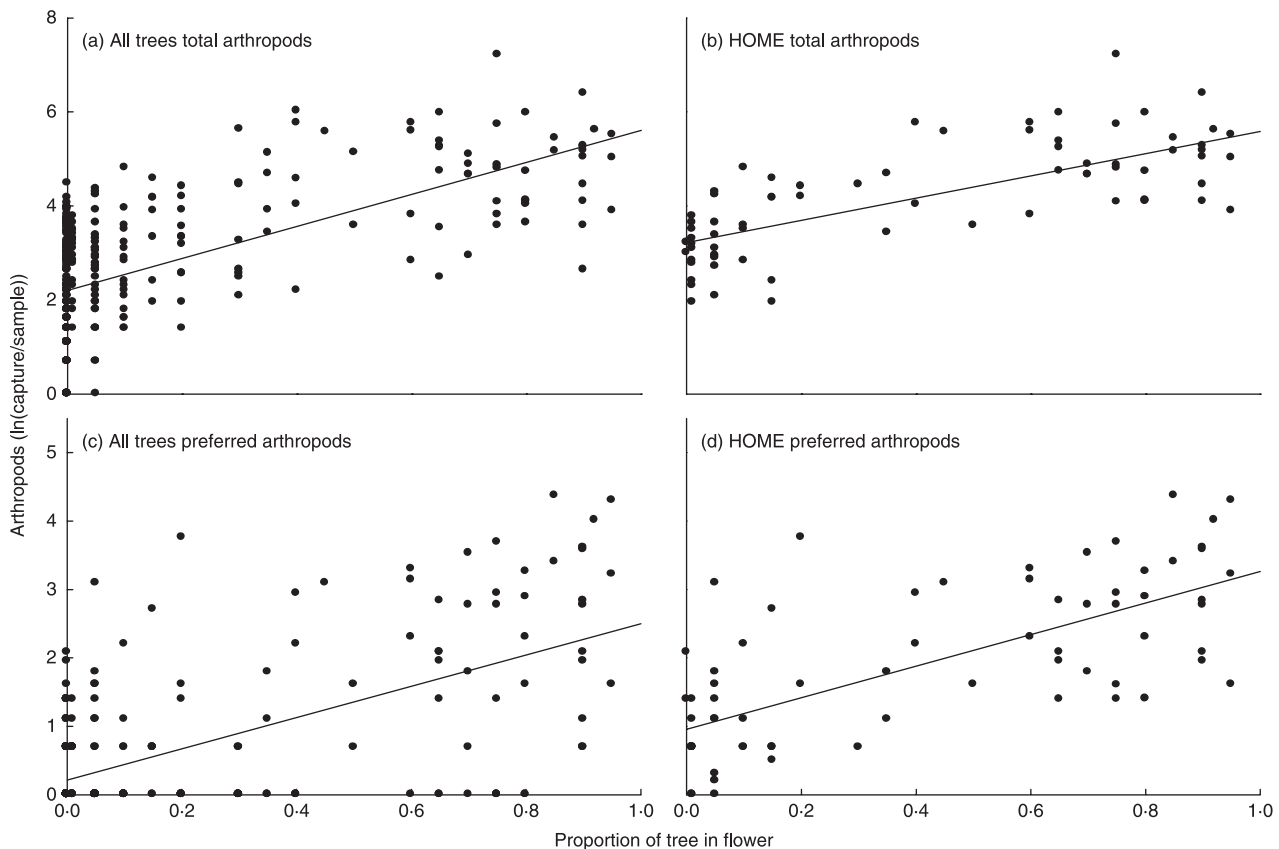 Arthropods (ln(capture/sample))
(a) All trees total arthropods
8
6
4
2
0
(b) HOME total arthropods
(c) All trees preferred arthropods
5
4
3
2
1
0
0·0 0·2 0·4 0·6 0·8 1·0
(d) HOME preferred arthropods
0·0 0·2 0·4 0·6 0·8 1·0
Proportion of tree in flower